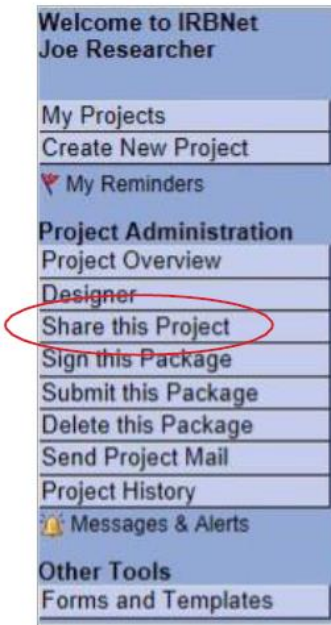 Welcome to IRBNet
Joe Researcher
My Projects
Create New Project
My Reminders
Project Administration
Project Overview
Designer
Share this Project
Sign this Package
Submit this Package
Delete this Package
Send Project Mail
Project History
Messages & Alerts
Other Tools
Forms and Templates